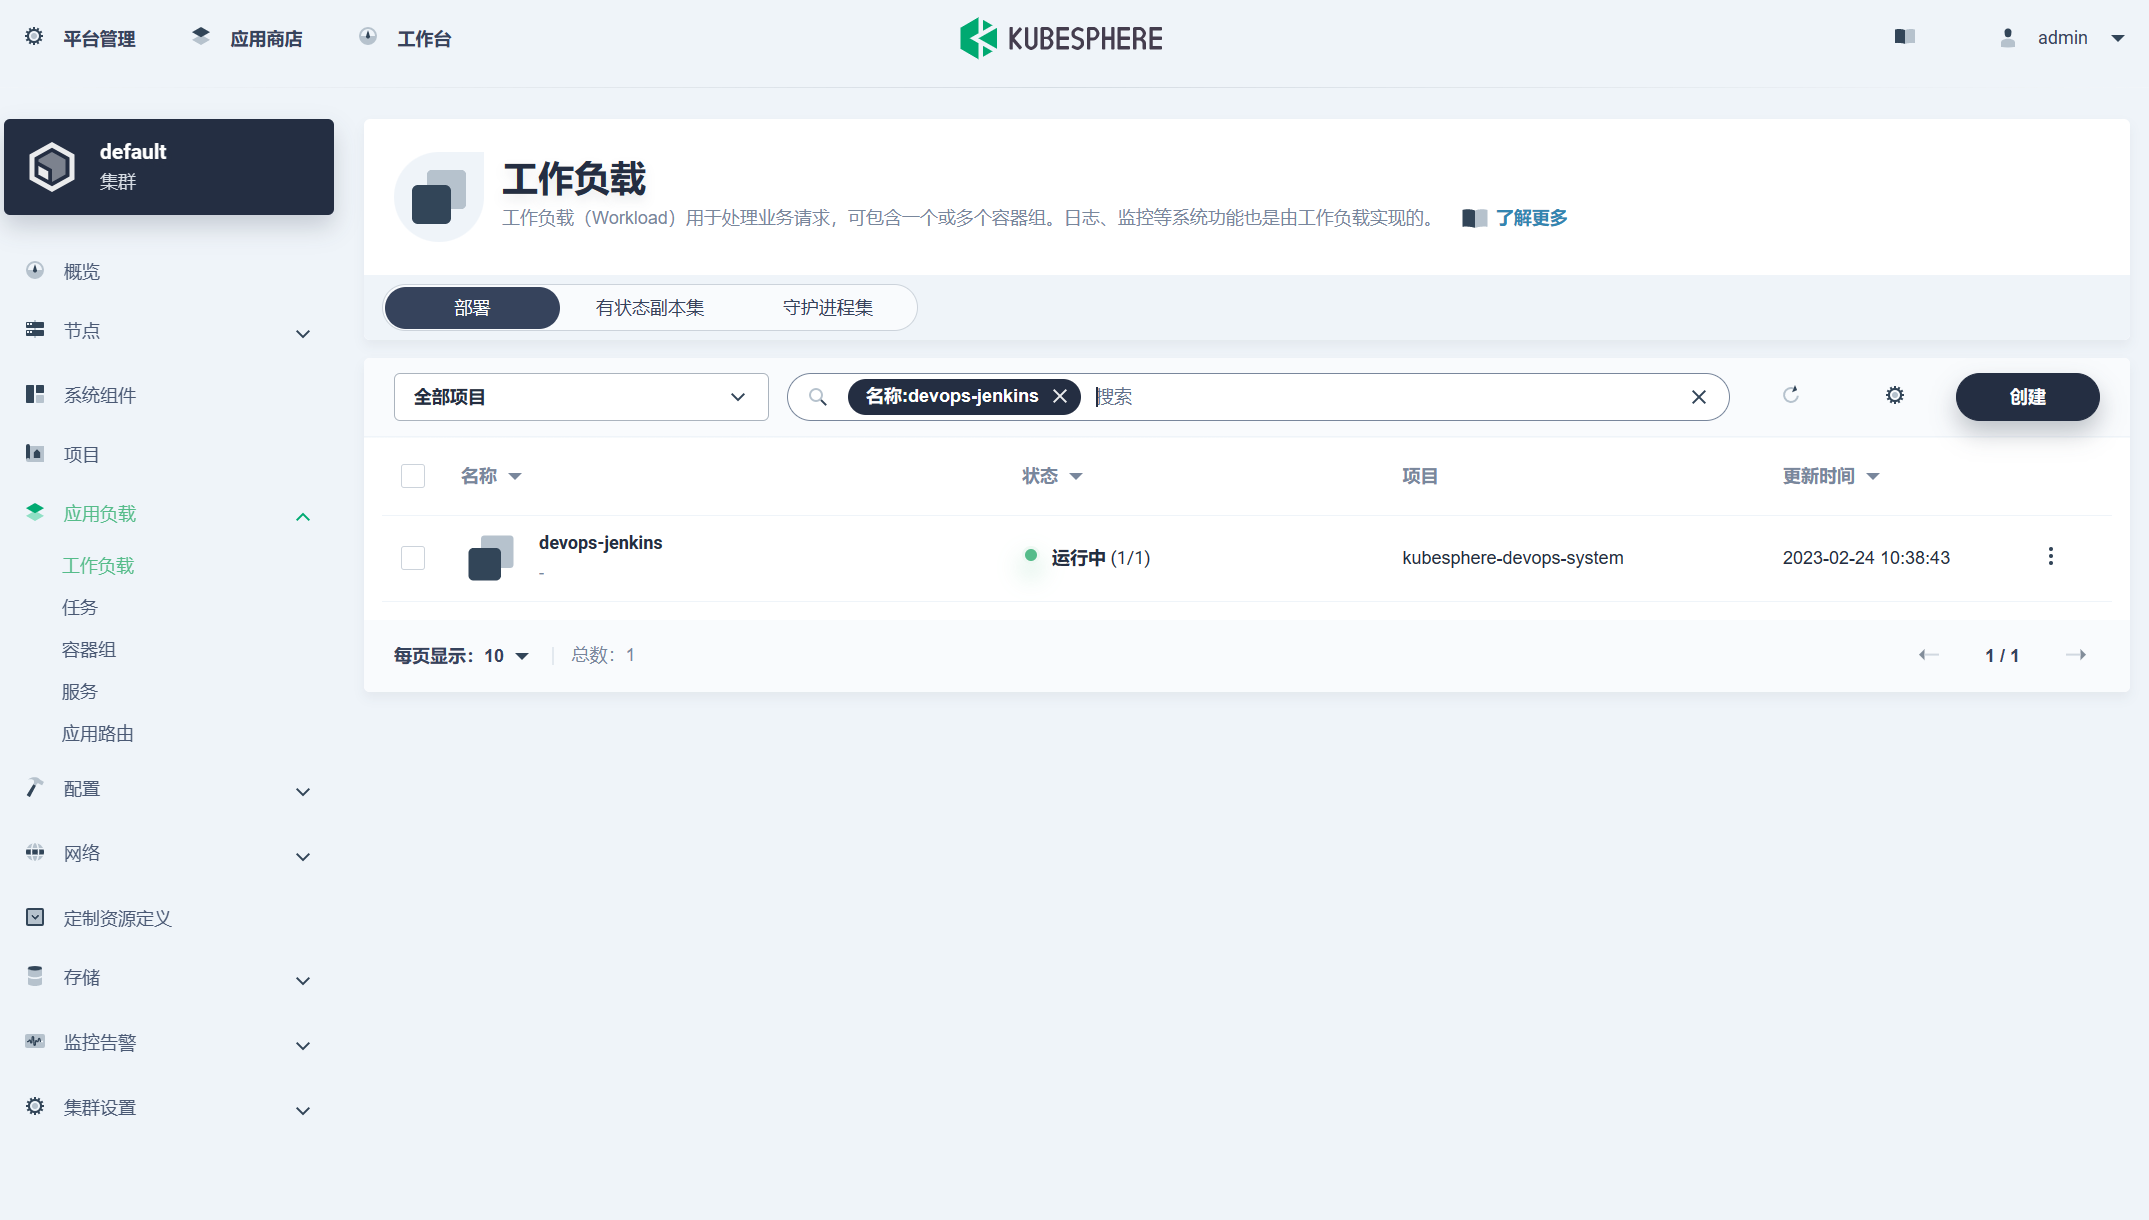 平台管理
应用商店
工作台
KUBESPHERE
admin
default
集群
概览
节点
系统组件
项目
应用负载
工作负载
任务
容器组
服务
应用路由
配置
网络
定制资源定义
存储
监控告警
集群设置
工作负载
工作负载（Workload）用于处理业务请求，可包含一个或多个容器组。日志、监控等系统功能也是由工作负载实现的。 了解更多
部署 有状态副本集 守护进程集
全部项目
名称:devops-jenkins 搜索
创建
名称 状态 项目 更新时间
devops-jenkins
-
运行中 (1/1)
kubesphere-devops-system
2023-02-24 10:38:43
每页显示：10 总数：1
1 / 1